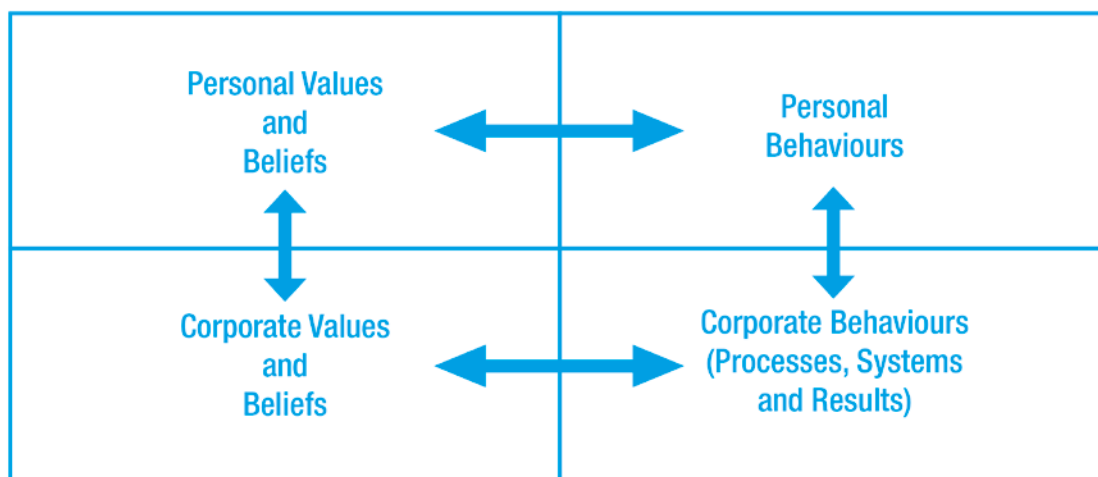 Personal Values
and
Beliefs
Personal
Behaviours
Corporate Values
and
Beliefs
Corporate Behaviours
(Processes, Systems
and Results)